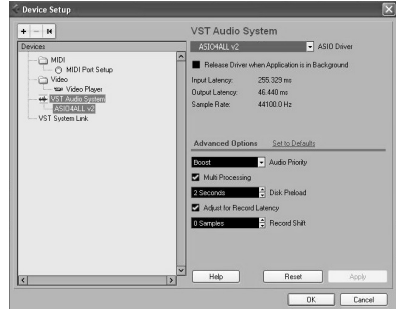 Device Setup
Devices
MIDI
MIDI Port Setup
Video
Video Player
VST Audio System
ASIO4ALL v2
VST System Link
VST Audio System
ASIO4ALL v2 ASIO Driver
Release Driver when Application is in Background
Input Latency: 255.329 ms
Output Latency: 46.440 ms
Sample Rate: 44100.0 Hz
Advanced Options Set to Defaults
Boost Audio Priority
Multi Processing
2 Seconds Disk Preload
Adjust for Record Latency
0 Samples Record Shift
Help Reset Apply
OK Cancel